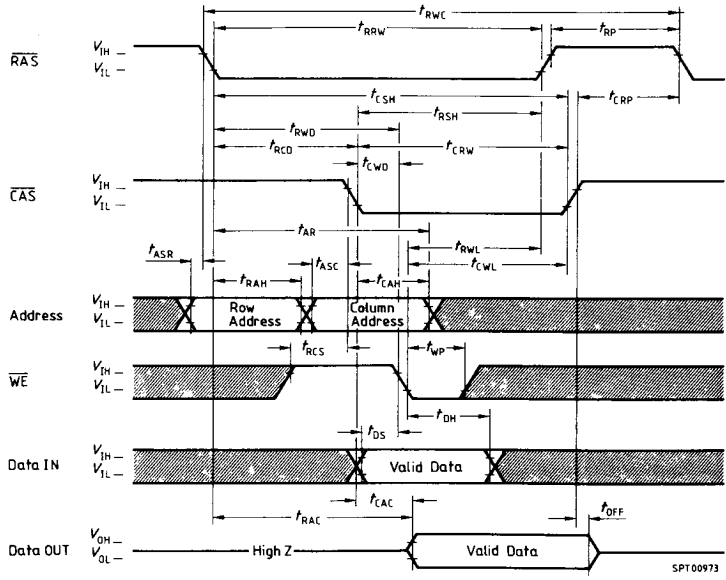 tRWC
tRRW
tRP
RAS
VIH
VIL
tCSH
tCRP
tRSH
tRWD
tRCD
tCRW
tCWD
CAS
VIH
VIL
tAR
tRWL
tASR
tASC
tCWL
tRAH
tCAH
Address
VIH
VIL
Row Address
Column Address
tRCS
tWP
WE
VIH
VIL
tDH
tDS
Data IN
VIH
VIL
Valid Data
tCAC
tRAC
tOFF
Data OUT
VOH
VOL
High Z
Valid Data
SPT00973